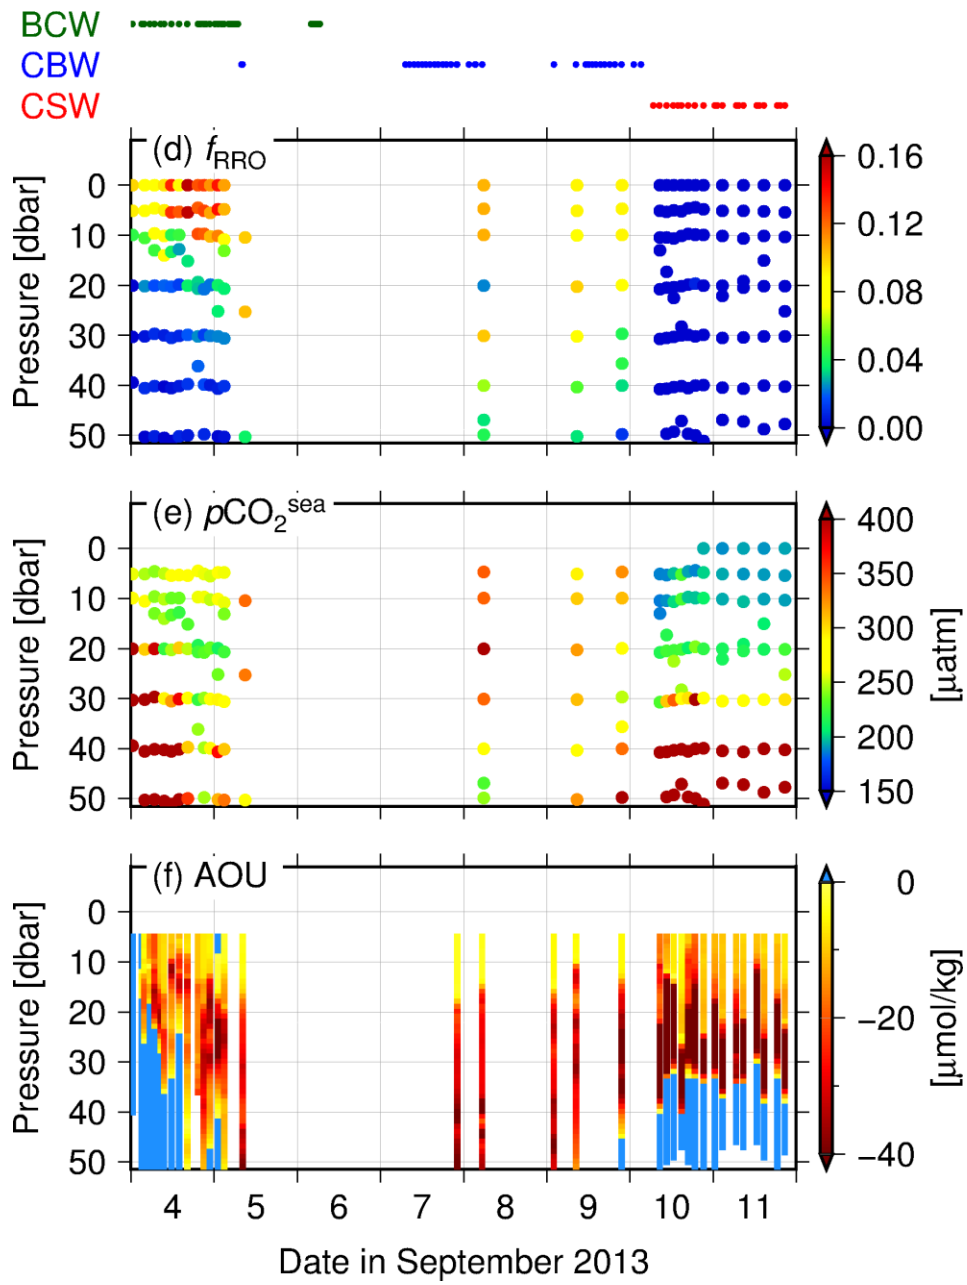 BCW
CBW
CSW
(d) fRRO
Pressure [dbar]
0
10
20
30
40
50
0.16
0.12
0.08
0.04
0.00
(e) pCO2sea
Pressure [dbar]
0
10
20
30
40
50
400
350
300
250
200
150
[µatm]
(f) AOU
Pressure [dbar]
0
10
20
30
40
50
0
−20
−40
[µmol/kg]
4 5 6 7 8 9 10 11
Date in September 2013